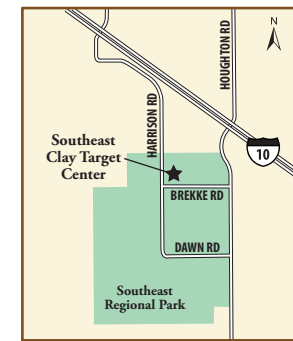 N
HOUGHTON RD
HARRISON RD
10
Southeast
Clay Target
Center
BREKKE RD
DAWN RD
Southeast
Regional Park